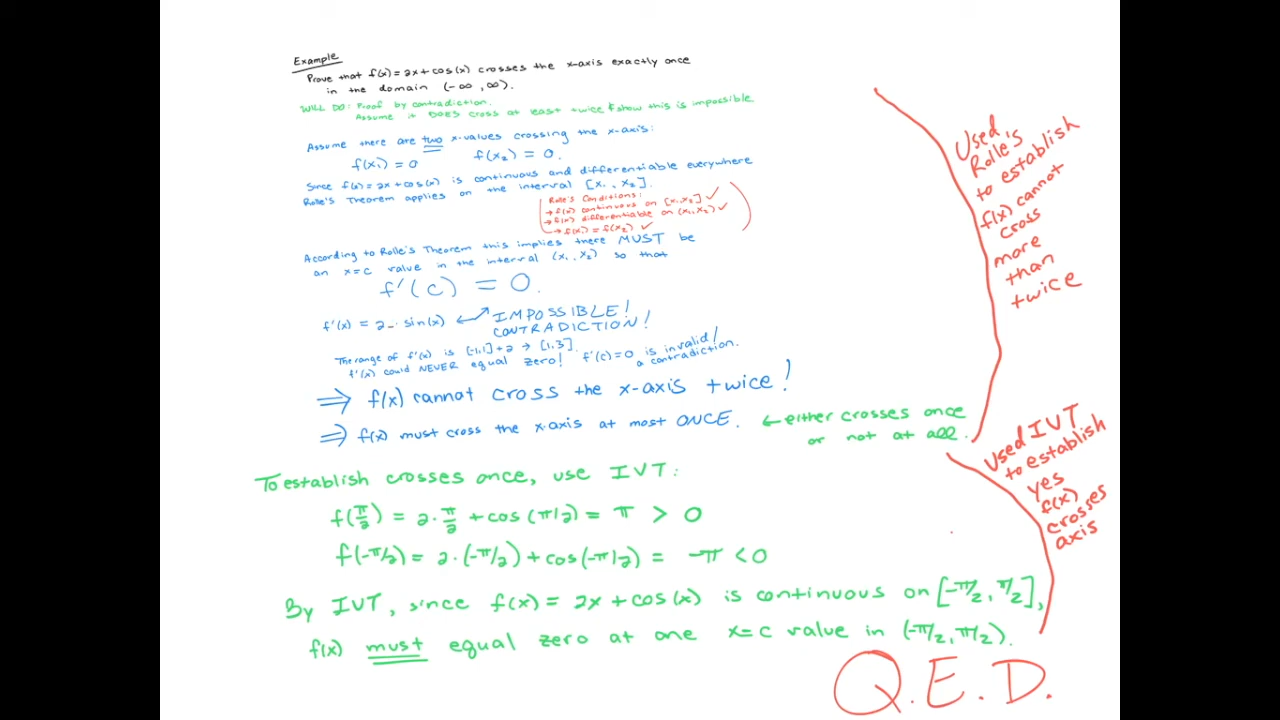 Example
Prove that f(x) = 2x + cos(x) crosses the x-axis exactly once
in the domain (-∞, ∞).
WILL DO: Proof by contradiction.
Assume it DOES cross at least twice & show this is impossible.
Assume there are two x-values crossing the x-axis:
f(x₁) = 0 f(x₂) = 0.
Since f(x) = 2x + cos(x) is continuous and differentiable everywhere
Rolle's Theorem applies on the interval [x₁, x₂].
Rolle's Conditions:
→ f(x) continuous on [x₁, x₂] ✓
→ f(x) differentiable on (x₁, x₂) ✓
→ f(x₁) = f(x₂) ✓
According to Rolle's Theorem this implies there MUST be
an x=c value in the interval (x₁, x₂) so that
f'(c) = 0.
f'(x) = 2 - sin(x) ↔ IMPOSSIBLE!
CONTRADICTION!
The range of f'(x) is [-1,1]+2 → [1,3].
f'(x) could NEVER equal zero! f'(c)=0 is invalid!
a contradiction.
⇒ f(x) cannot cross the x-axis twice!
⇒ f(x) must cross the x-axis at most ONCE. ← either crosses once
or not at all.
Used
Rolle's
to establish
f(x) cannot
cross
more
than
twice
To establish crosses once, use IVT:
f(π/2) = 2·π/2 + cos(π/2) = π > 0
f(-π/2) = 2·(-π/2) + cos(-π/2) = -π < 0
By IVT, since f(x) = 2x + cos(x) is continuous on [-π/2, π/2],
f(x) must equal zero at one x=c value in (-π/2, π/2).
Used IVT
to establish
yes
f(x)
crosses
axis
Q.E.D.